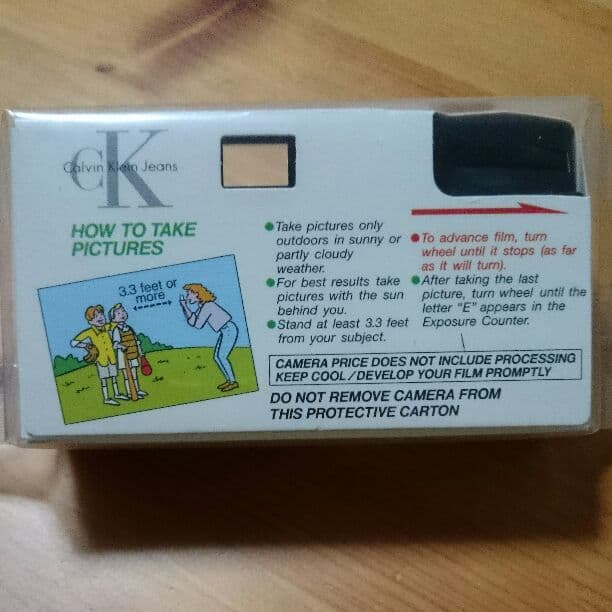 CK
Calvin Klein Jeans
HOW TO TAKE
PICTURES
3.3 feet or
more
Take pictures only
outdoors in sunny or
partly cloudy
weather.
For best results take
pictures with the sun
behind you.
Stand at least 3.3 feet
from your subject.
To advance film, turn
wheel until it stops (as far
as it will turn).
After taking the last
picture, turn wheel until the
letter "E" appears in the
Exposure Counter.
CAMERA PRICE DOES NOT INCLUDE PROCESSING
KEEP COOL/DEVELOP YOUR FILM PROMPTLY
DO NOT REMOVE CAMERA FROM
THIS PROTECTIVE CARTON